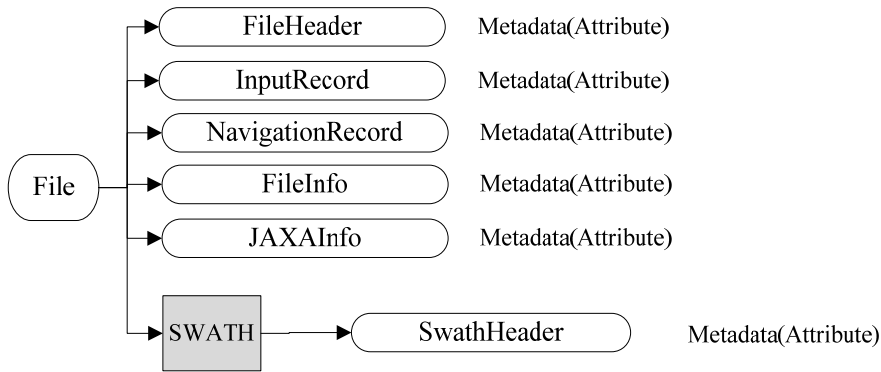 FileHeader Metadata(Attribute)
InputRecord Metadata(Attribute)
NavigationRecord Metadata(Attribute)
File
FileInfo Metadata(Attribute)
JAXAInfo Metadata(Attribute)
SWATH
SwathHeader Metadata(Attribute)